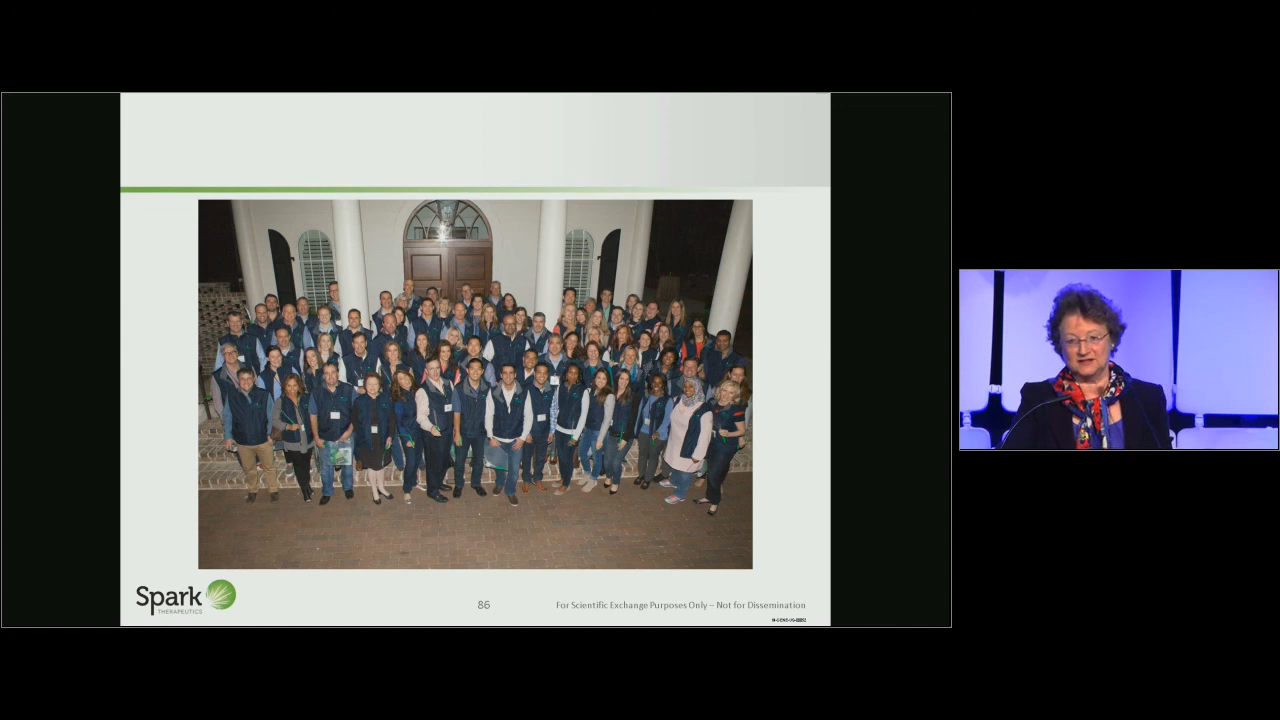 Spark
THERAPEUTICS
86
For Scientific Exchange Purposes Only – Not for Dissemination